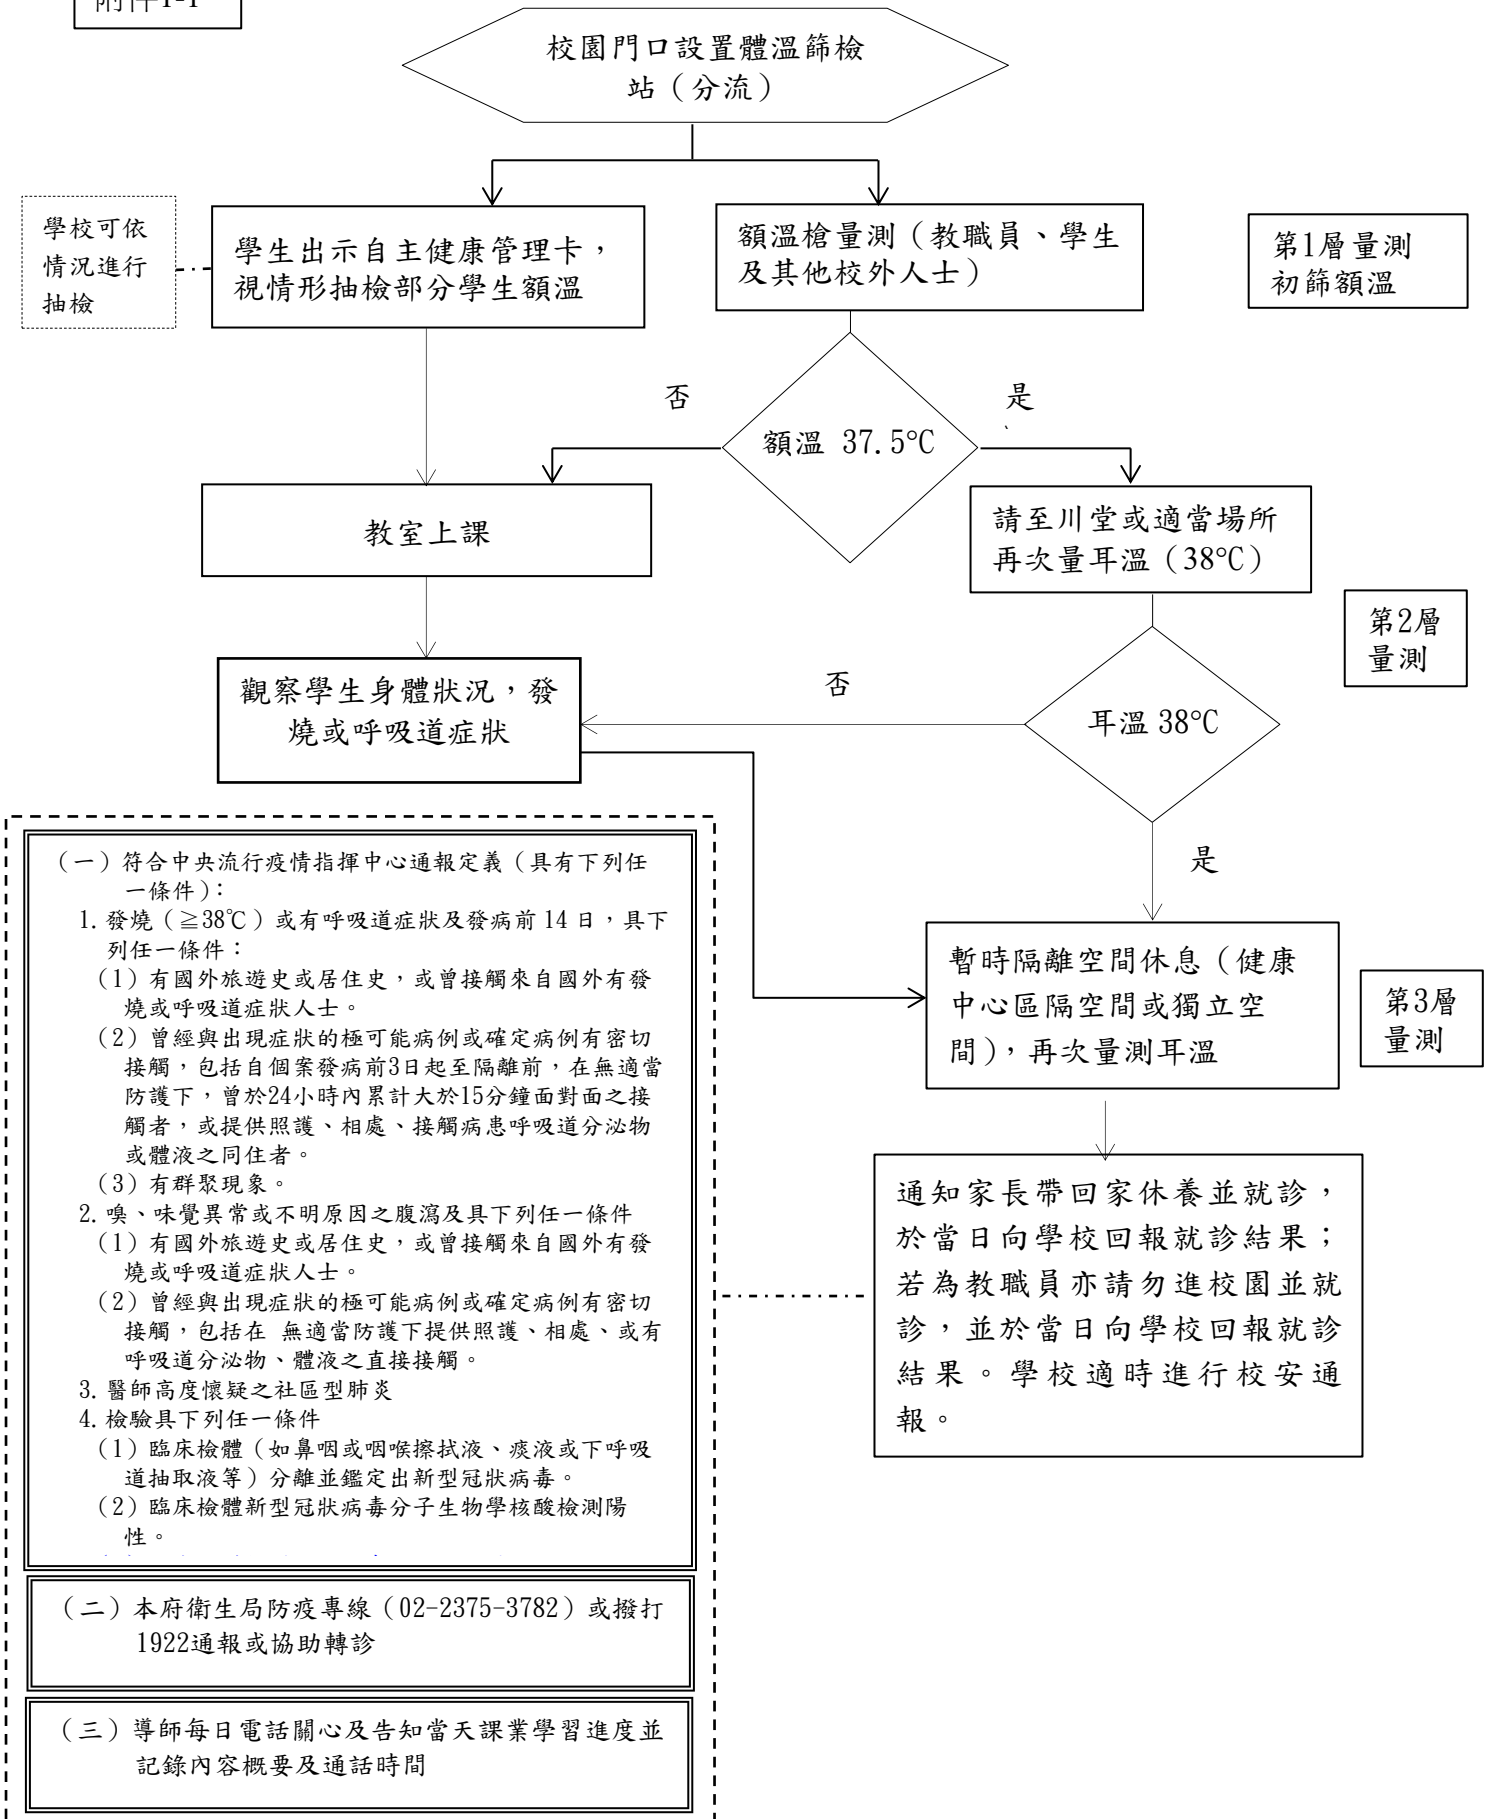 附件1-1
校園門口設置體溫篩檢
站（分流）
學校可依
情況進行
抽檢
學生出示自主健康管理卡，
視情形抽檢部分學生額溫
額溫槍量測（教職員、學生
及其他校外人士）
第1層量測
初篩額溫
否
是
額溫 37.5°C
教室上課
請至川堂或適當場所
再次量耳溫（38°C）
第2層
量測
觀察學生身體狀況，發
燒或呼吸道症狀
否
耳溫 38°C
是
（一）符合中央流行疫情指揮中心通報定義（具有下列任
一條件）：
1.發燒（≧38℃）或有呼吸道症狀及發病前 14 日，具下
列任一條件：
（1）有國外旅遊史或居住史，或曾接觸來自國外有發
燒或呼吸道症狀人士。
（2）曾經與出現症狀的極可能病例或確定病例有密切
接觸，包括自個案發病前3日起至隔離前，在無適當
防護下，曾於24小時內累計大於15分鐘面對面之接
觸者，或提供照護、相處、接觸病患呼吸道分泌物
或體液之同住者。
（3）有群聚現象。
2.嗅、味覺異常或不明原因之腹瀉及具下列任一條件
（1）有國外旅遊史或居住史，或曾接觸來自國外有發
燒或呼吸道症狀人士。
（2）曾經與出現症狀的極可能病例或確定病例有密切
接觸，包括在 無適當防護下提供照護、相處、或有
呼吸道分泌物、體液之直接接觸。
3.醫師高度懷疑之社區型肺炎
4.檢驗具下列任一條件
（1）臨床檢體（如鼻咽或咽喉擦拭液、痰液或下呼吸
道抽取液等）分離並鑑定出新型冠狀病毒。
（2）臨床檢體新型冠狀病毒分子生物學核酸檢測陽
性。
暫時隔離空間休息（健康
中心區隔空間或獨立空
間），再次量測耳溫
第3層
量測
通知家長帶回家休養並就診，
於當日向學校回報就診結果；
若為教職員亦請勿進校園並就
診，並於當日向學校回報就診
結果。學校適時進行校安通
報。
（二）本府衛生局防疫專線（02-2375-3782）或撥打
1922通報或協助轉診
（三）導師每日電話關心及告知當天課業學習進度並
記錄內容概要及通話時間